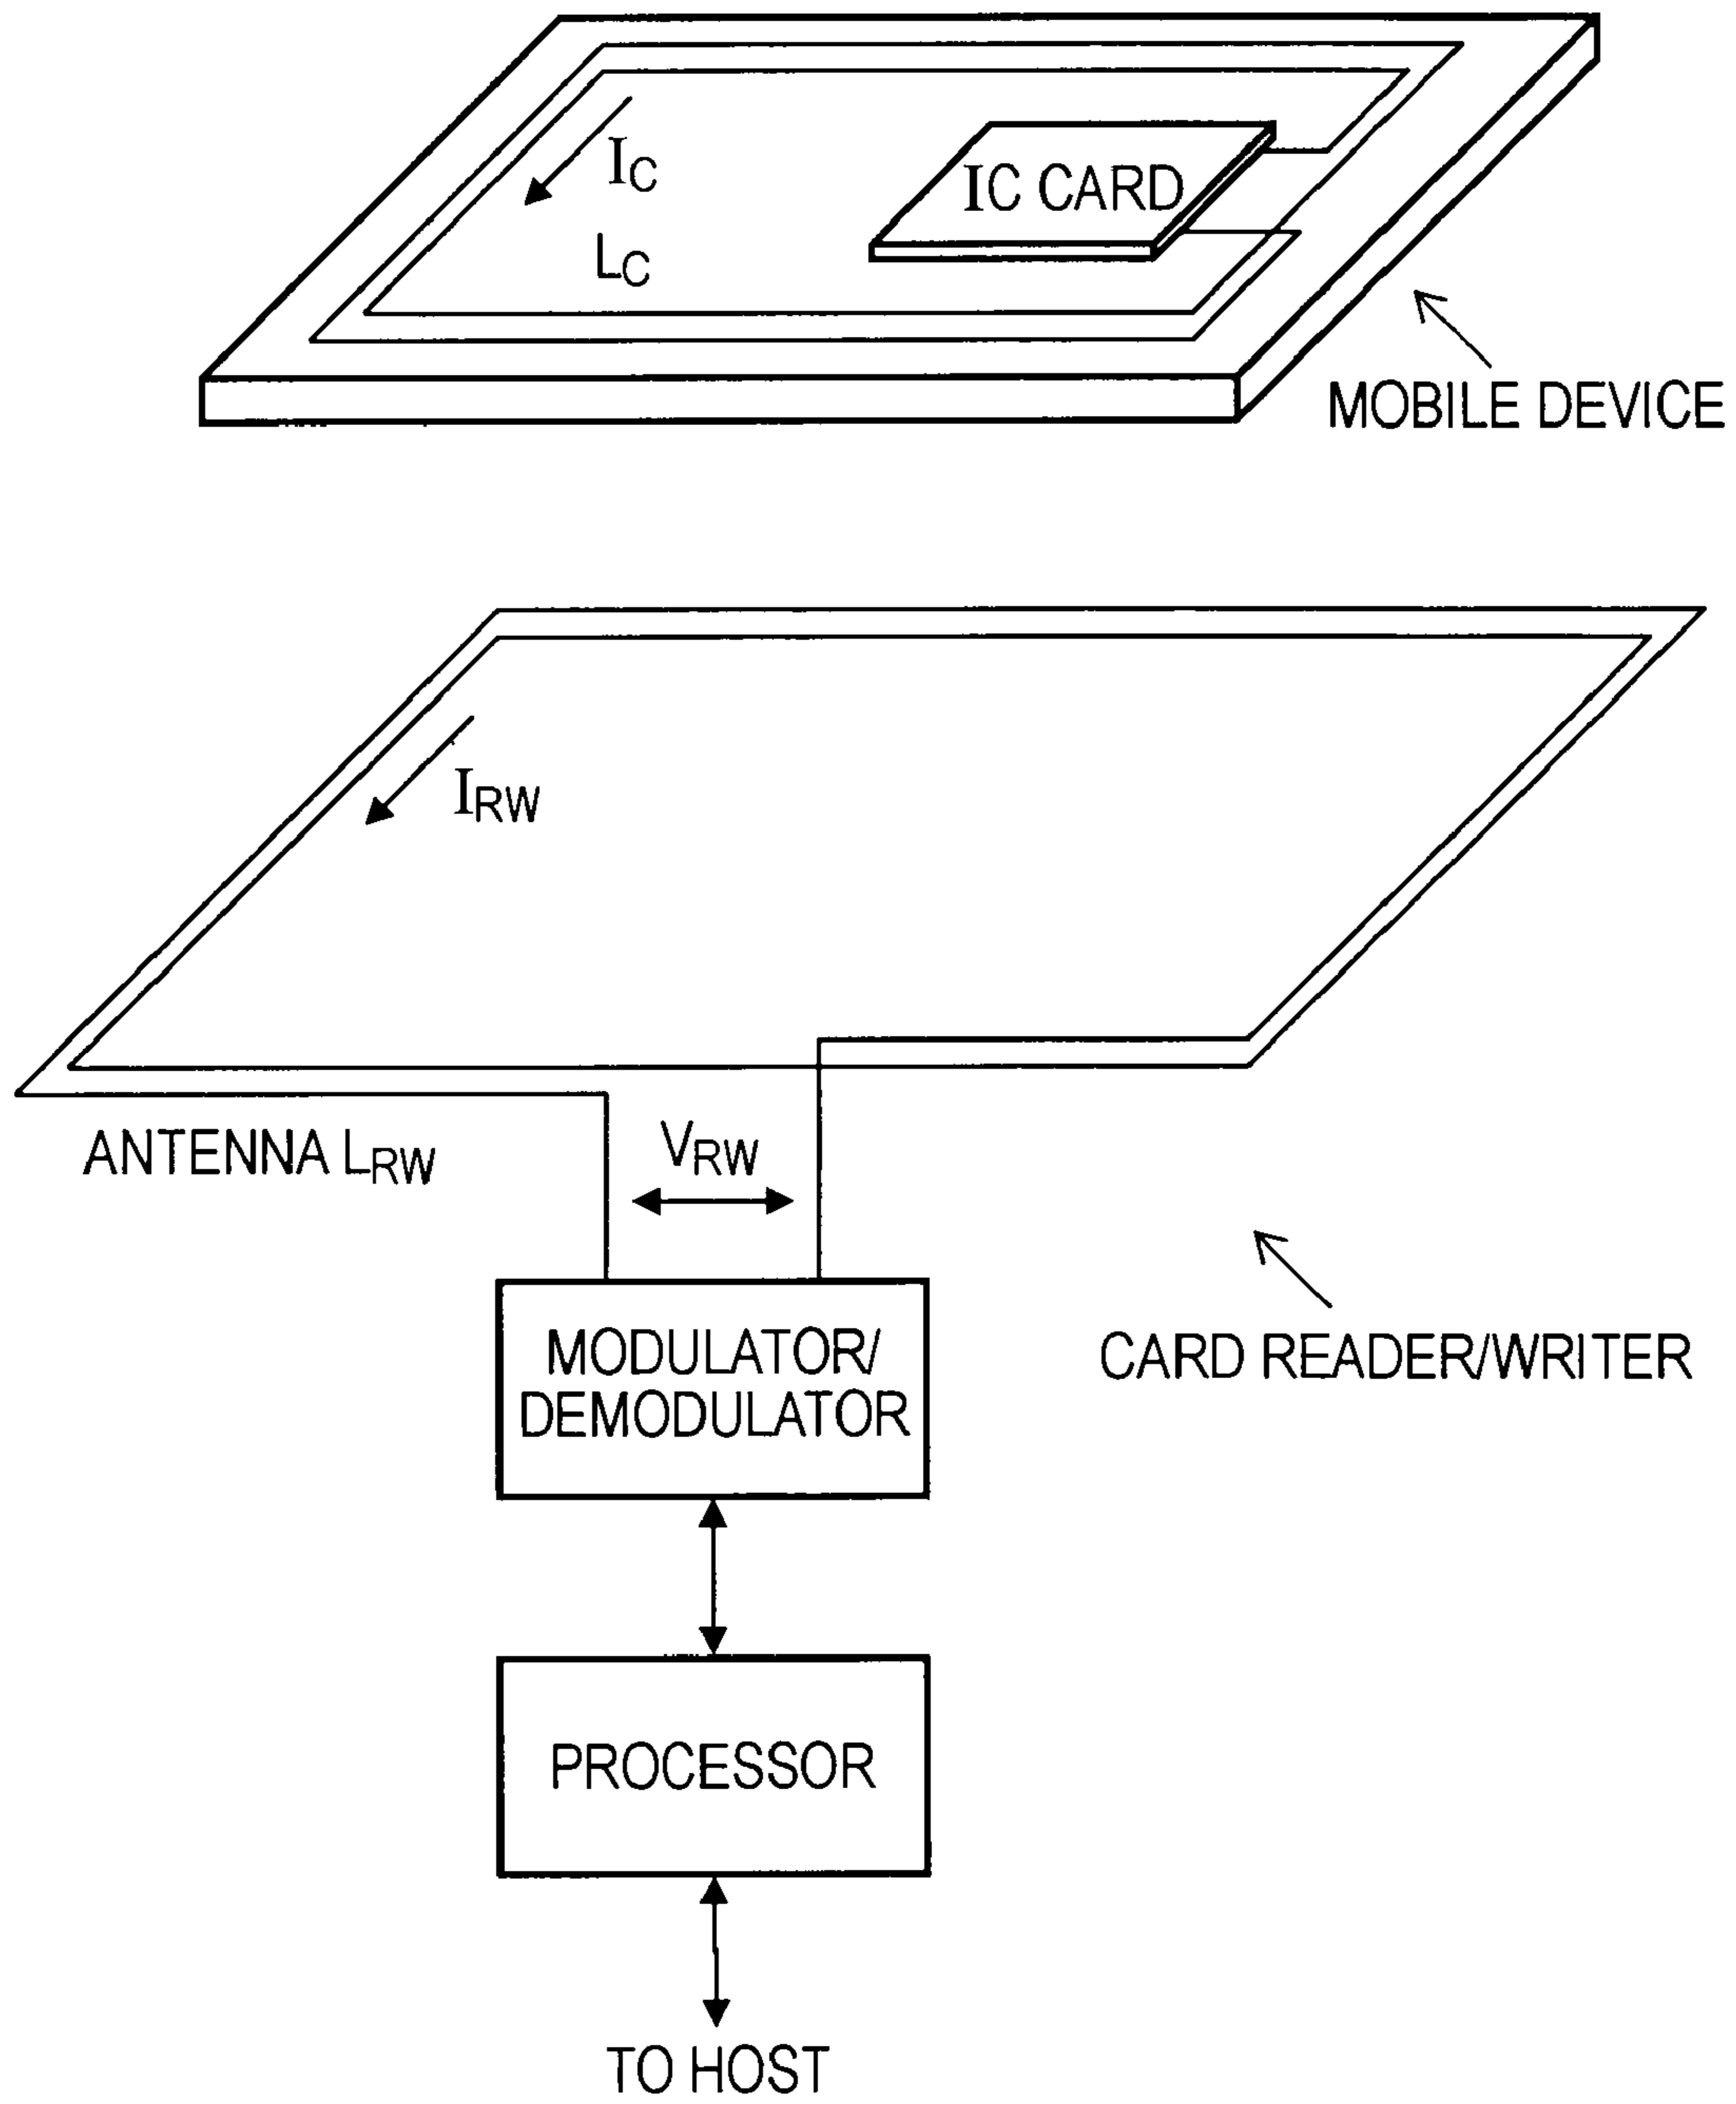 IC
IC CARD
LC
MOBILE DEVICE
IRW
ANTENNA LRW
VRW
MODULATOR/
DEMODULATOR
CARD READER/WRITER
PROCESSOR
TO HOST